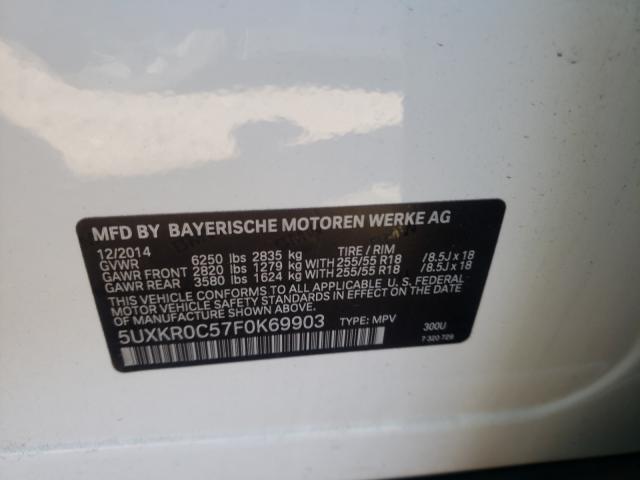 MFD BY BAYERISCHE MOTOREN WERKE AG
12/2014 TIRE / RIM
GVWR 6250 lbs 2835 kg
GAWR FRONT 2820 lbs 1279 kg WITH 255/55 R18 /8.5J x 18
GAWR REAR 3580 lbs 1624 kg WITH 255/55 R18 /8.5J x 18
THIS VEHICLE CONFORMS TO ALL APPLICABLE U. S. FEDERAL
MOTOR VEHICLE SAFETY STANDARDS IN EFFECT ON THE DATE
OF MANUFACTURE SHOWN ABOVE.
5UXKR0C57F0K69903 TYPE: MPV 300U
7-320-729